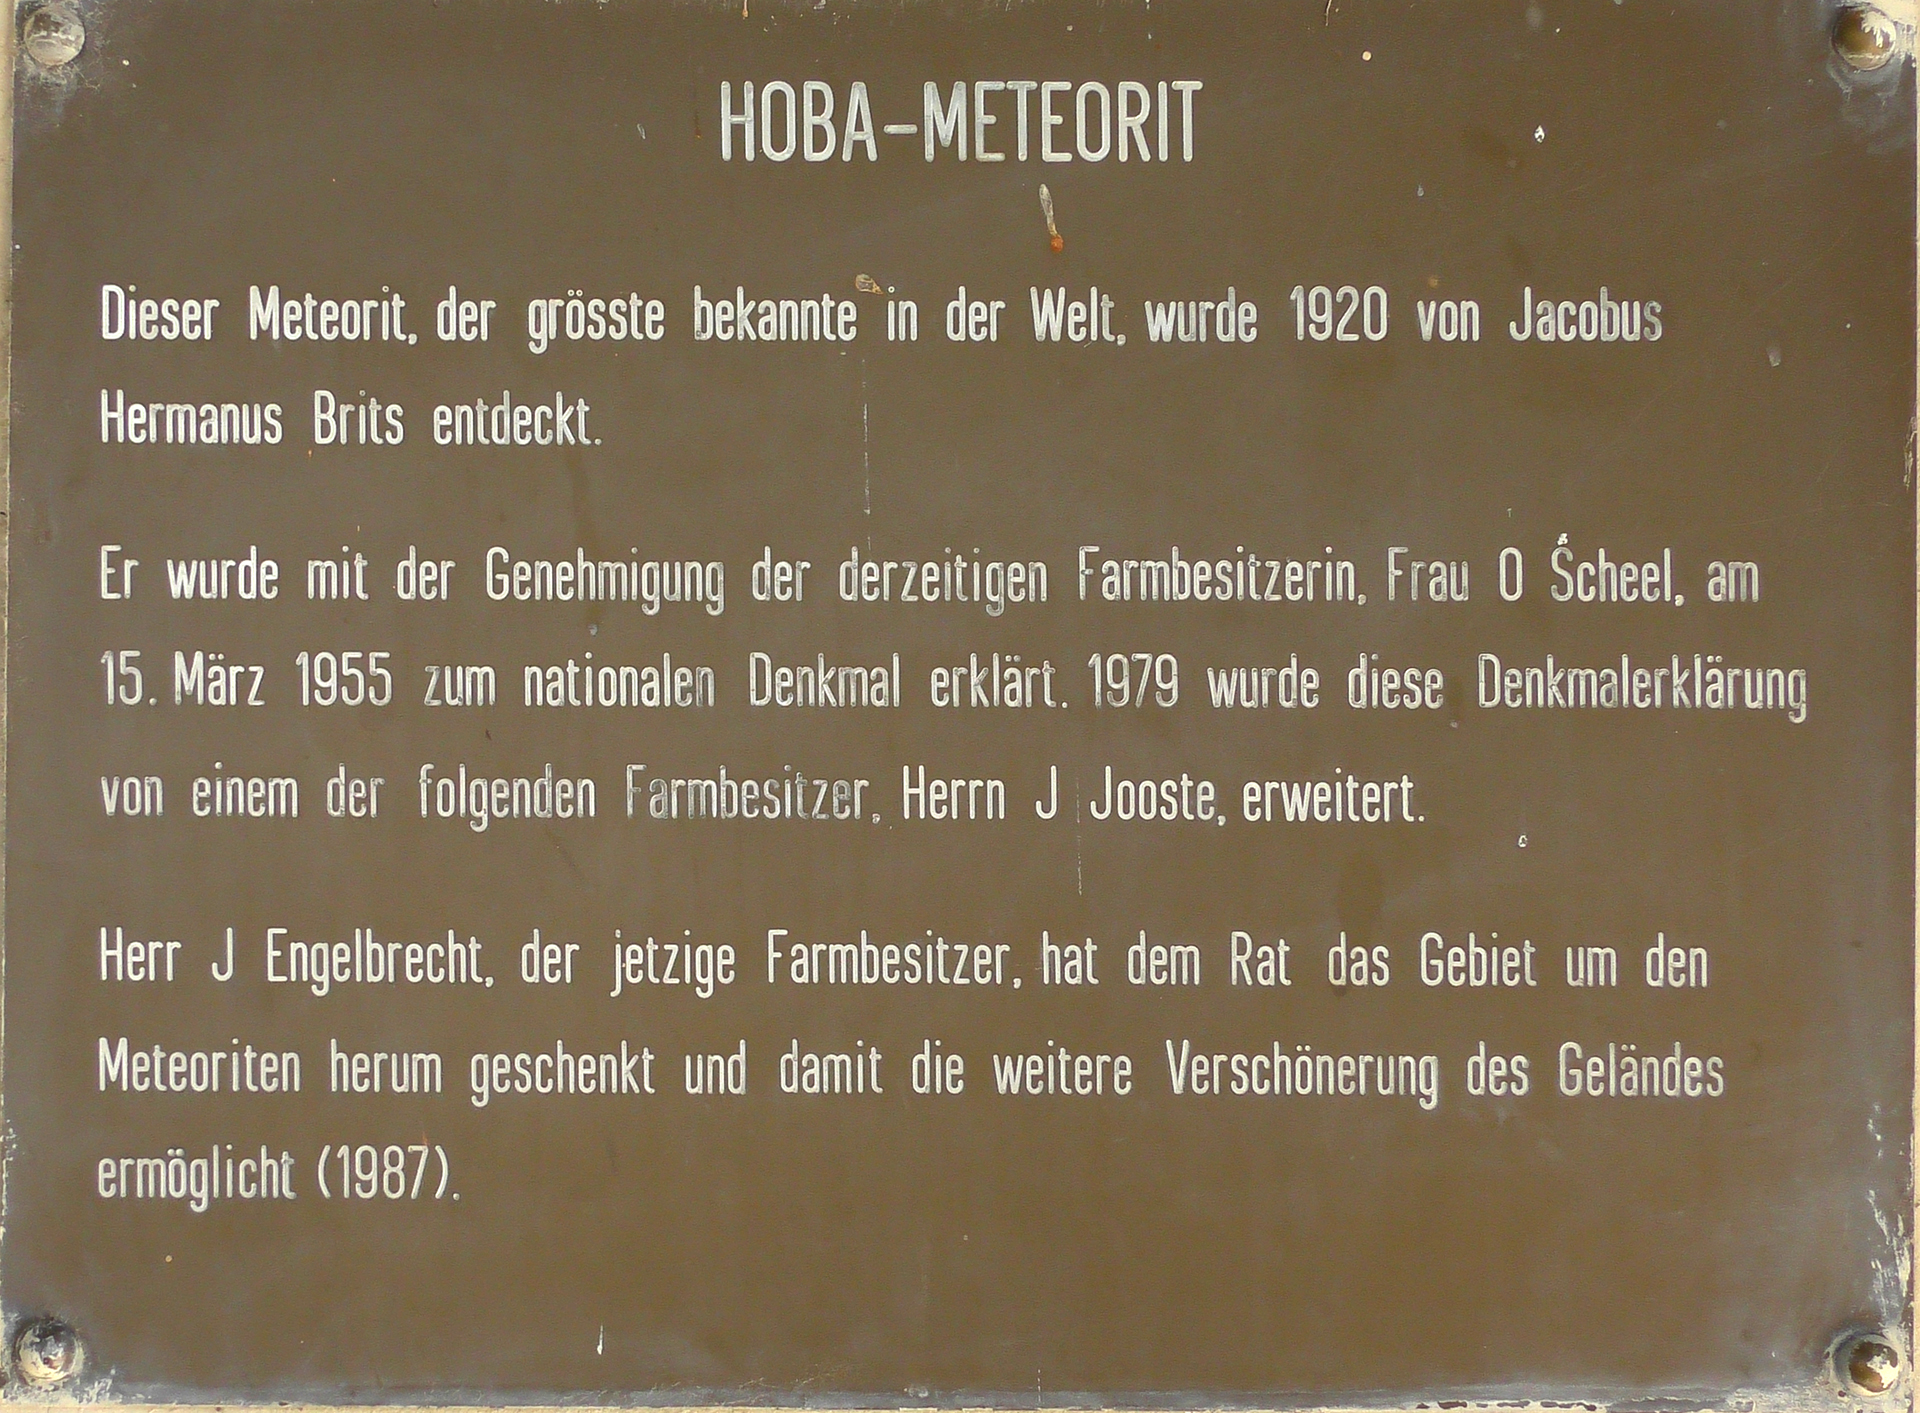 HOBA-METEORIT
Dieser Meteorit, der grösste bekannte in der Welt, wurde 1920 von Jacobus
Hermanus Brits entdeckt.
Er wurde mit der Genehmigung der derzeitigen Farmbesitzerin, Frau O Scheel, am
15. März 1955 zum nationalen Denkmal erklärt. 1979 wurde diese Denkmalerklärung
von einem der folgenden Farmbesitzer, Herrn J Jooste, erweitert.
Herr J Engelbrecht, der jetzige Farmbesitzer, hat dem Rat das Gebiet um den
Meteoriten herum geschenkt und damit die weitere Verschönerung des Geländes
ermöglicht (1987).